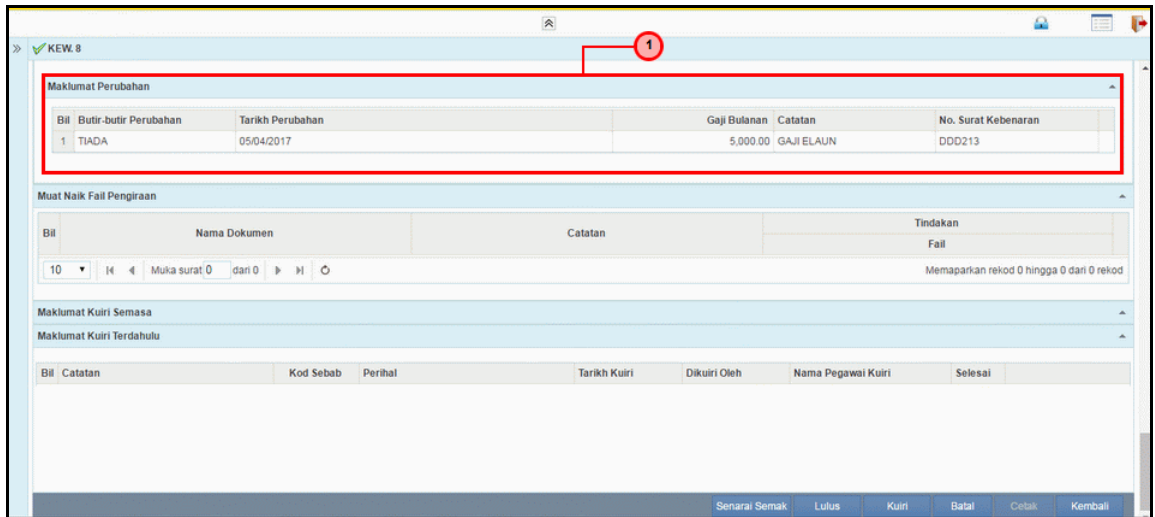 1
KEW. 8
Maklumat Perubahan
Bil Butir-butir Perubahan Tarikh Perubahan Gaji Bulanan Catatan No. Surat Kebenaran
1 TIADA 05/04/2017 5,000.00 GAJI ELAUN DDD213
Muat Naik Fail Pengiraan
Bil Nama Dokumen Catatan Tindakan
Fail
10 Muka surat 0 dari 0 Memaparkan rekod 0 hingga 0 dari 0 rekod
Maklumat Kuiri Semasa
Maklumat Kuiri Terdahulu
Bil Catatan Kod Sebab Perihal Tarikh Kuiri Dikuiri Oleh Nama Pegawai Kuiri Selesai
Senarai Semak Lulus Kuiri Batal Cetak Kembali